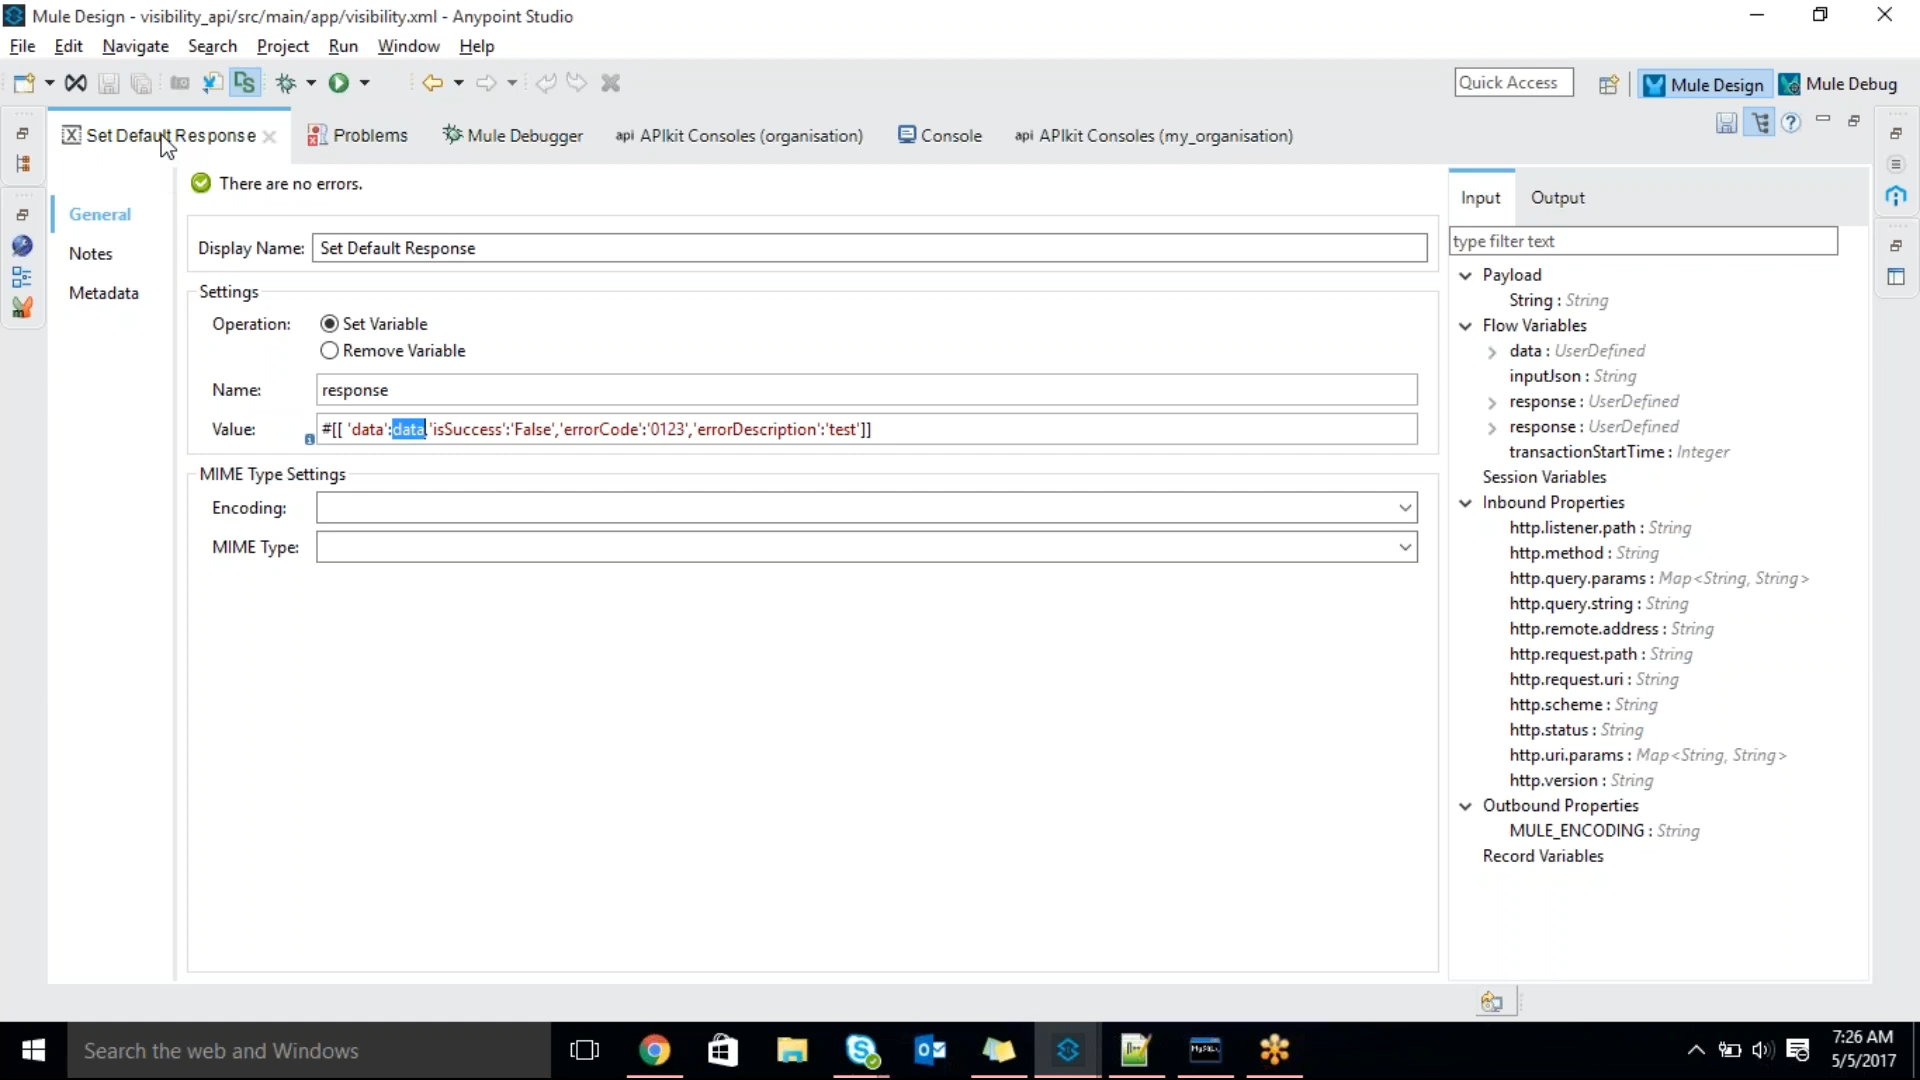 Mule Design - visibility_api/src/main/app/visibility.xml - Anypoint Studio
File Edit Navigate Search Project Run Window Help
Quick Access
Mule Design
Mule Debug
Set Default Response
Problems
Mule Debugger
api APIkit Consoles (organisation)
Console
api APIkit Consoles (my_organisation)
There are no errors.
General
Notes
Metadata
Display Name: Set Default Response
Settings
Operation: Set Variable
Remove Variable
Name: response
Value: #[[ 'data':data,'isSuccess':'False','errorCode':'0123','errorDescription':'test']]
MIME Type Settings
Encoding:
MIME Type:
Input Output
type filter text
Payload
String : String
Flow Variables
data : UserDefined
inputJson : String
response : UserDefined
response : UserDefined
transactionStartTime : Integer
Session Variables
Inbound Properties
http.listener.path : String
http.method : String
http.query.params : Map<String, String>
http.query.string : String
http.remote.address : String
http.request.path : String
http.request.uri : String
http.scheme : String
http.status : String
http.uri.params : Map<String, String>
http.version : String
Outbound Properties
MULE_ENCODING : String
Record Variables
Search the web and Windows
7:26 AM
5/5/2017